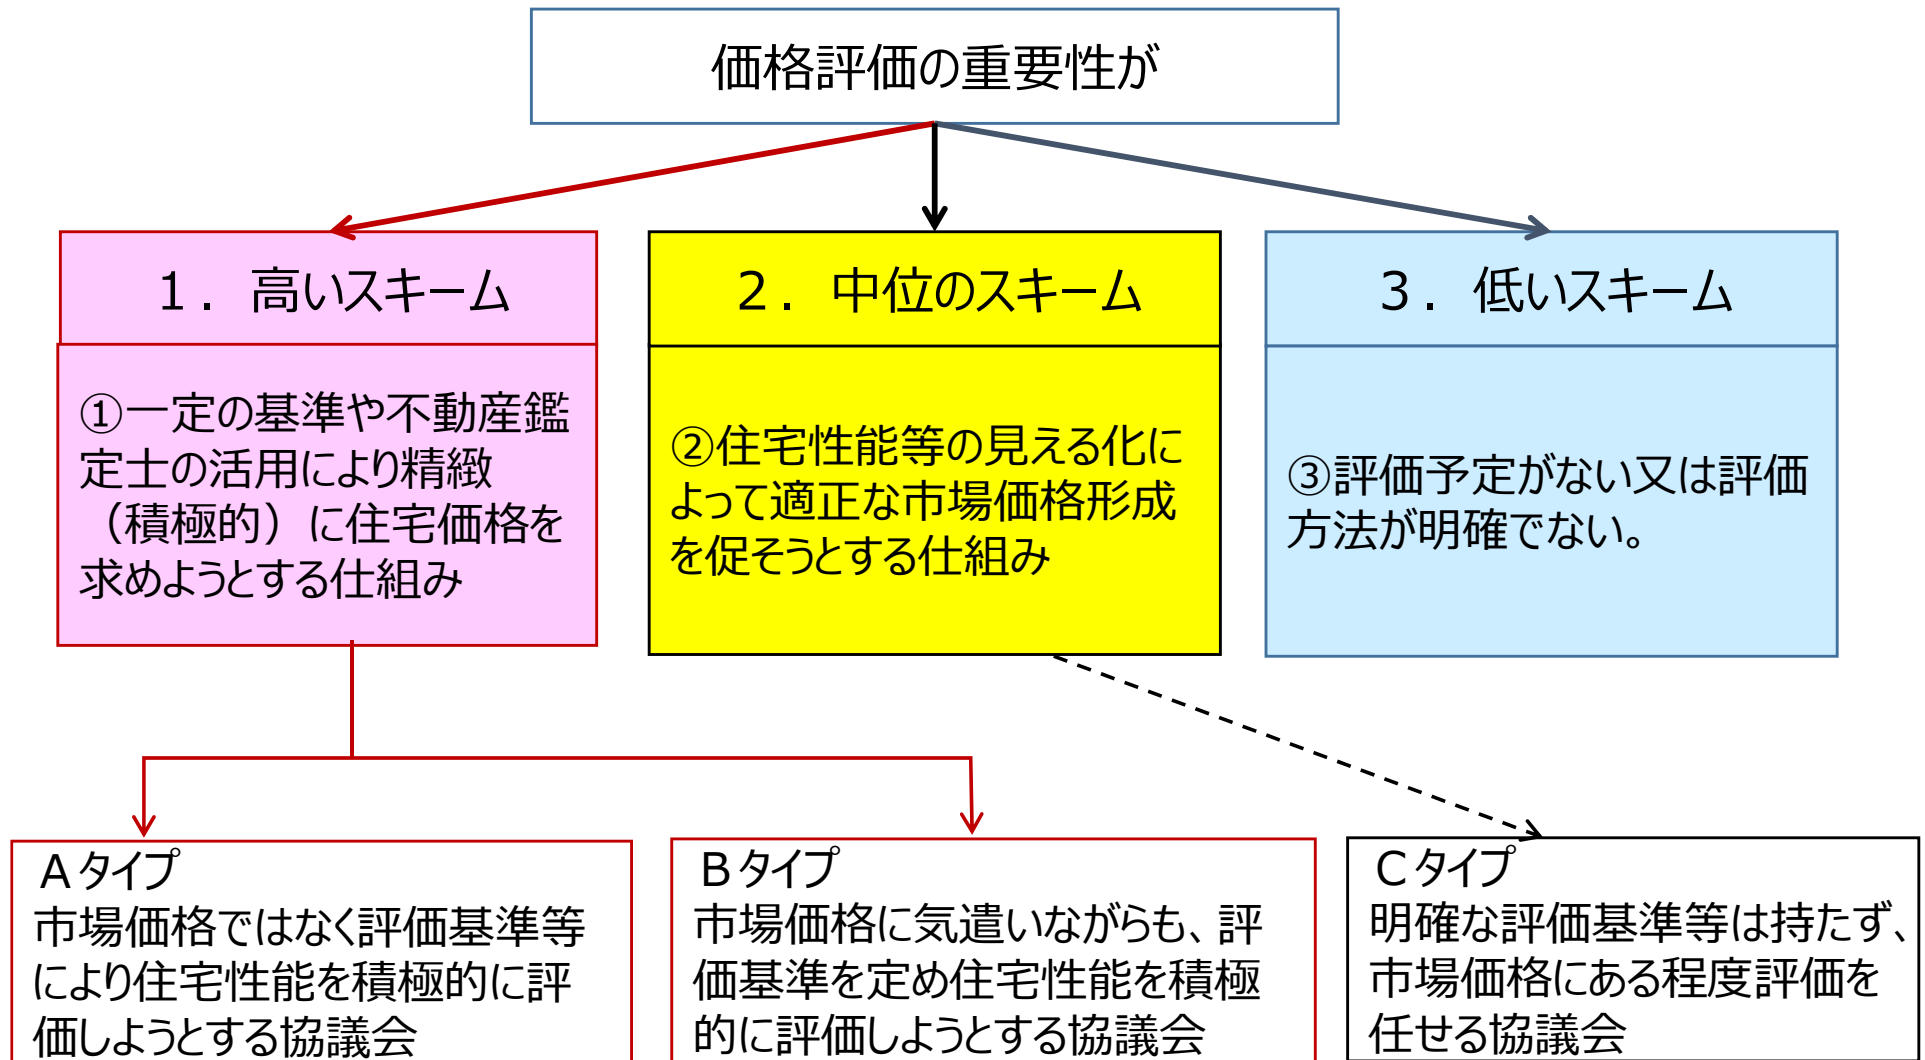 価格評価の重要性が
１．高いスキーム
①一定の基準や不動産鑑
定士の活用により精緻
（積極的）に住宅価格を
求めようとする仕組み
２．中位のスキーム
②住宅性能等の見える化に
よって適正な市場価格形成
を促そうとする仕組み
３．低いスキーム
③評価予定がない又は評価
方法が明確でない。
Ａタイプ
市場価格ではなく評価基準等
により住宅性能を積極的に評
価しようとする協議会
Ｂタイプ
市場価格に気遣いながらも、評
価基準を定め住宅性能を積極
的に評価しようとする協議会
Ｃタイプ
明確な評価基準等は持たず、
市場価格にある程度評価を
任せる協議会